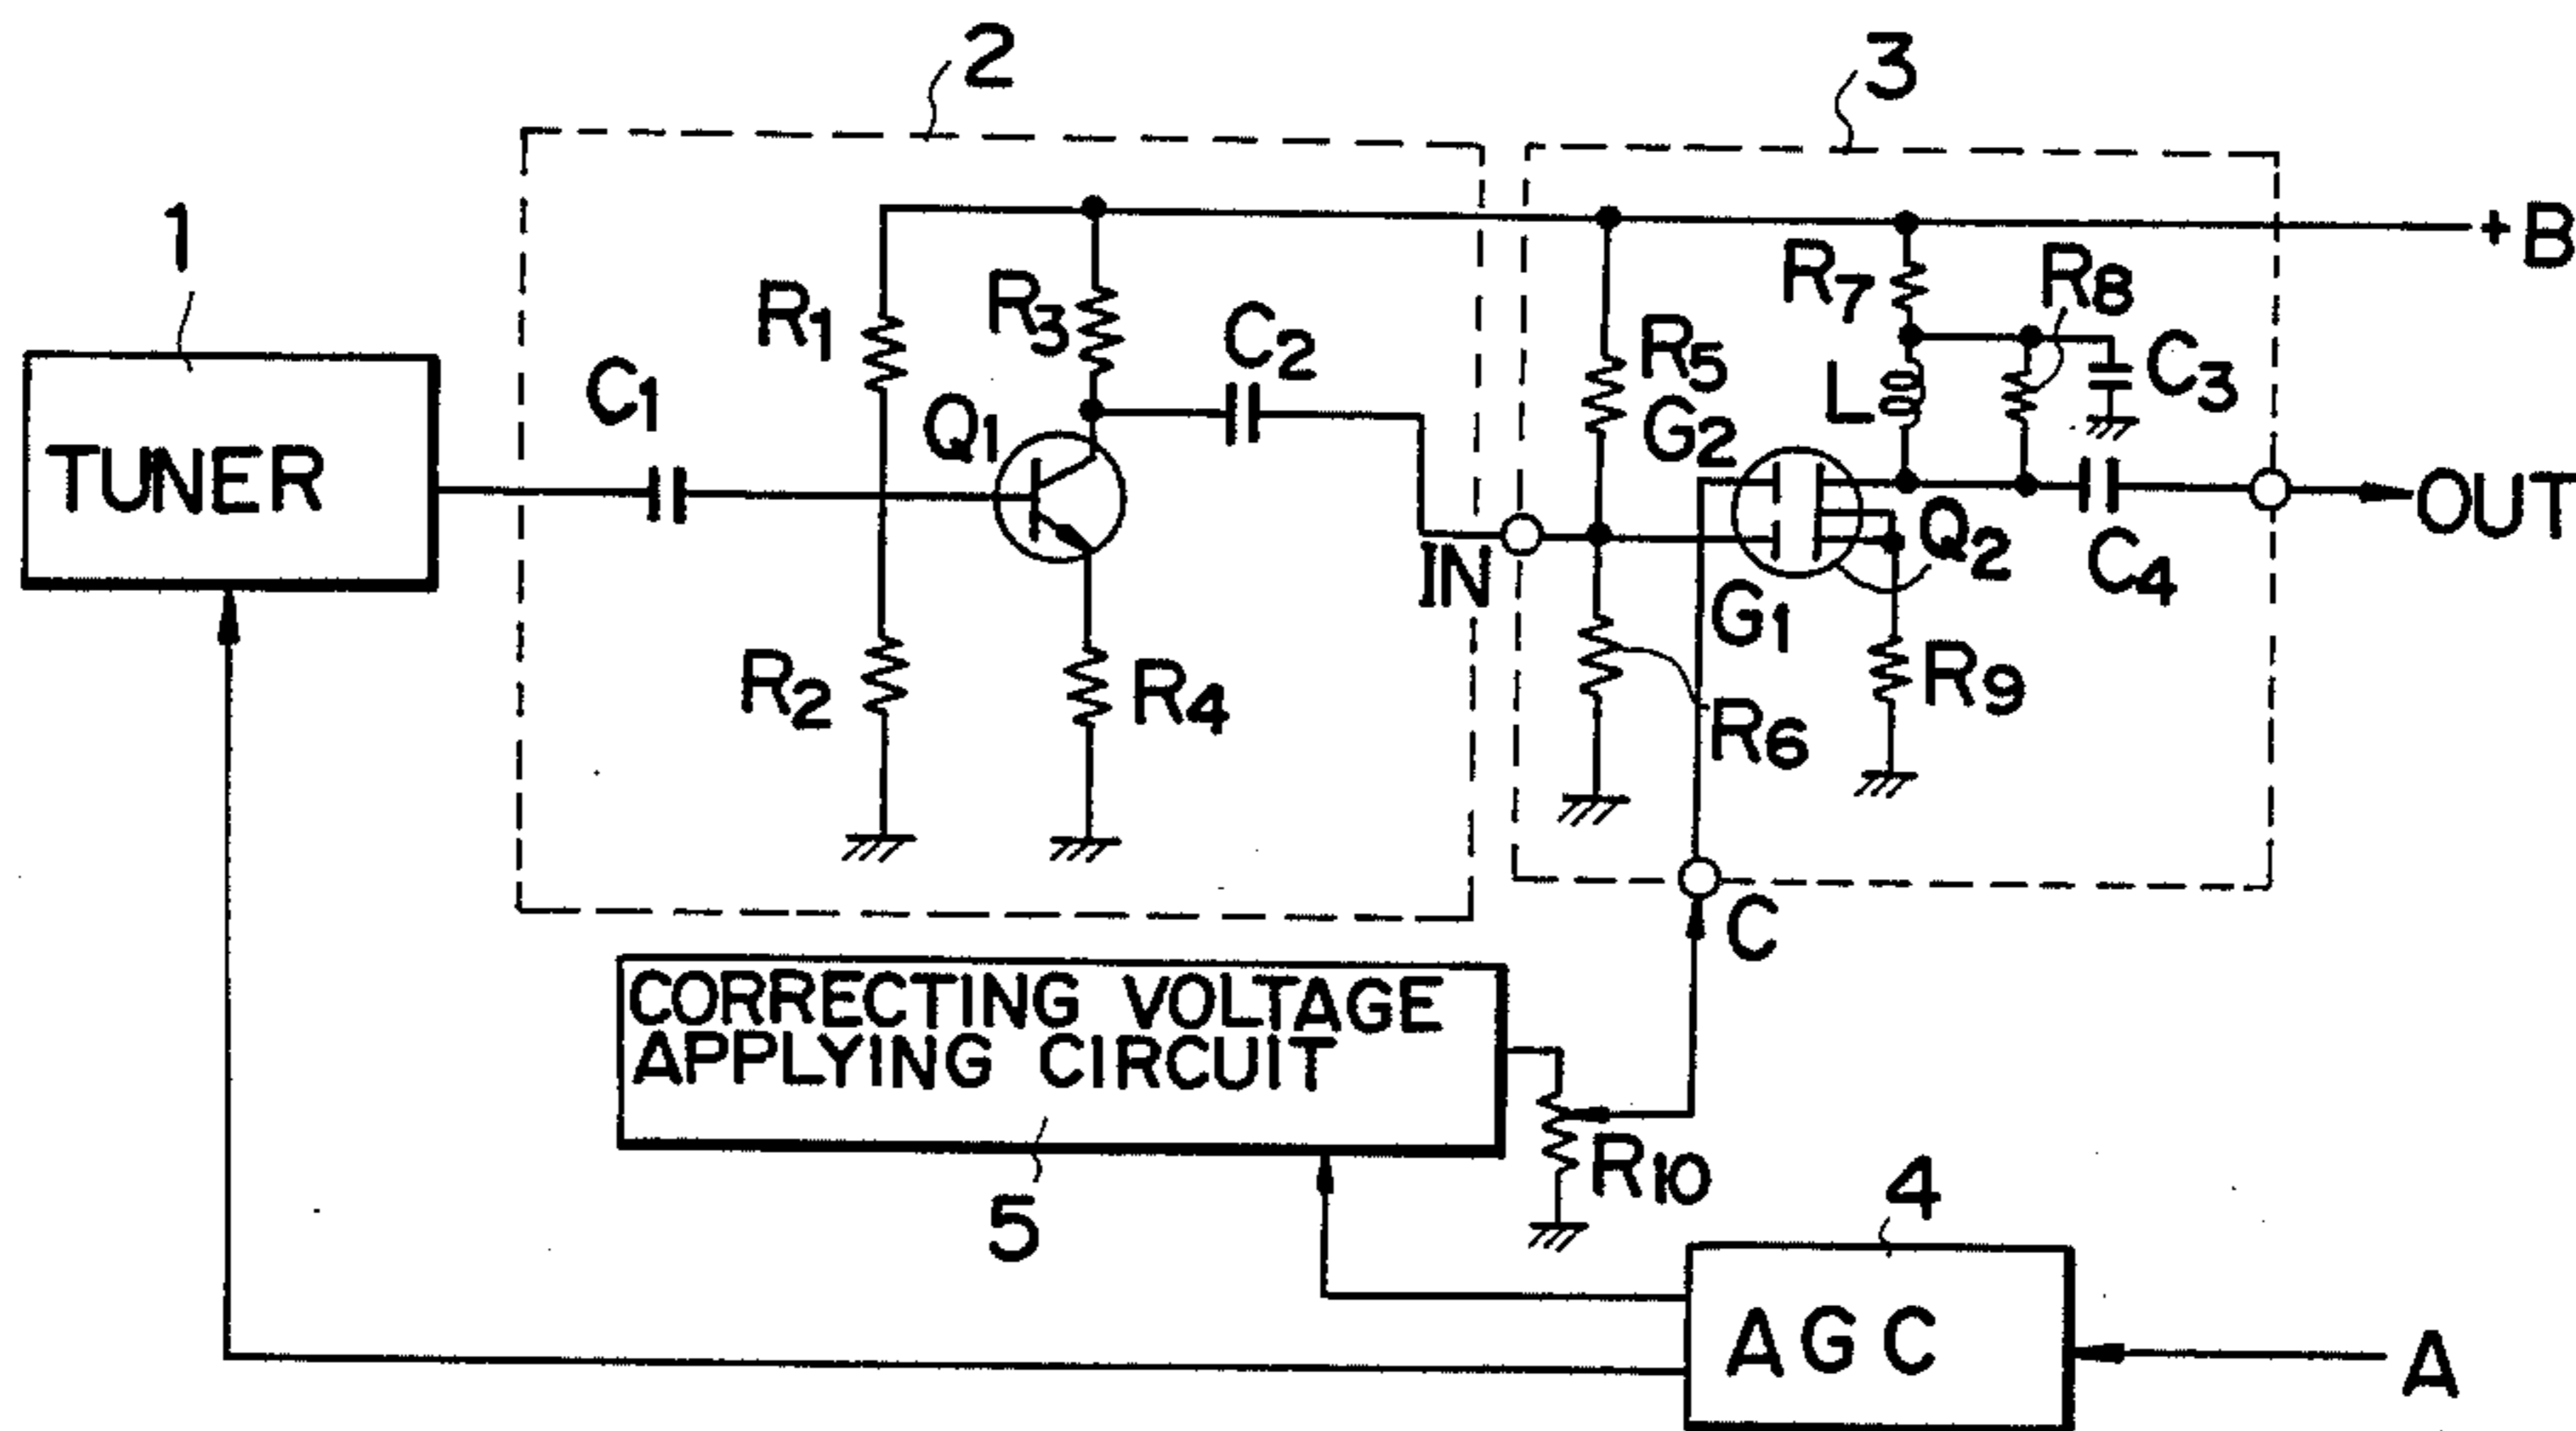 2
3
1
+B
R1
R3
C2
R7
R8
C1
Q1
R5
G2
L
C3
TUNER
OUT
IN
Q2
C4
G1
R2
R4
R6
R9
C
CORRECTING VOLTAGE
APPLYING CIRCUIT
R10
5
4
AGC
A